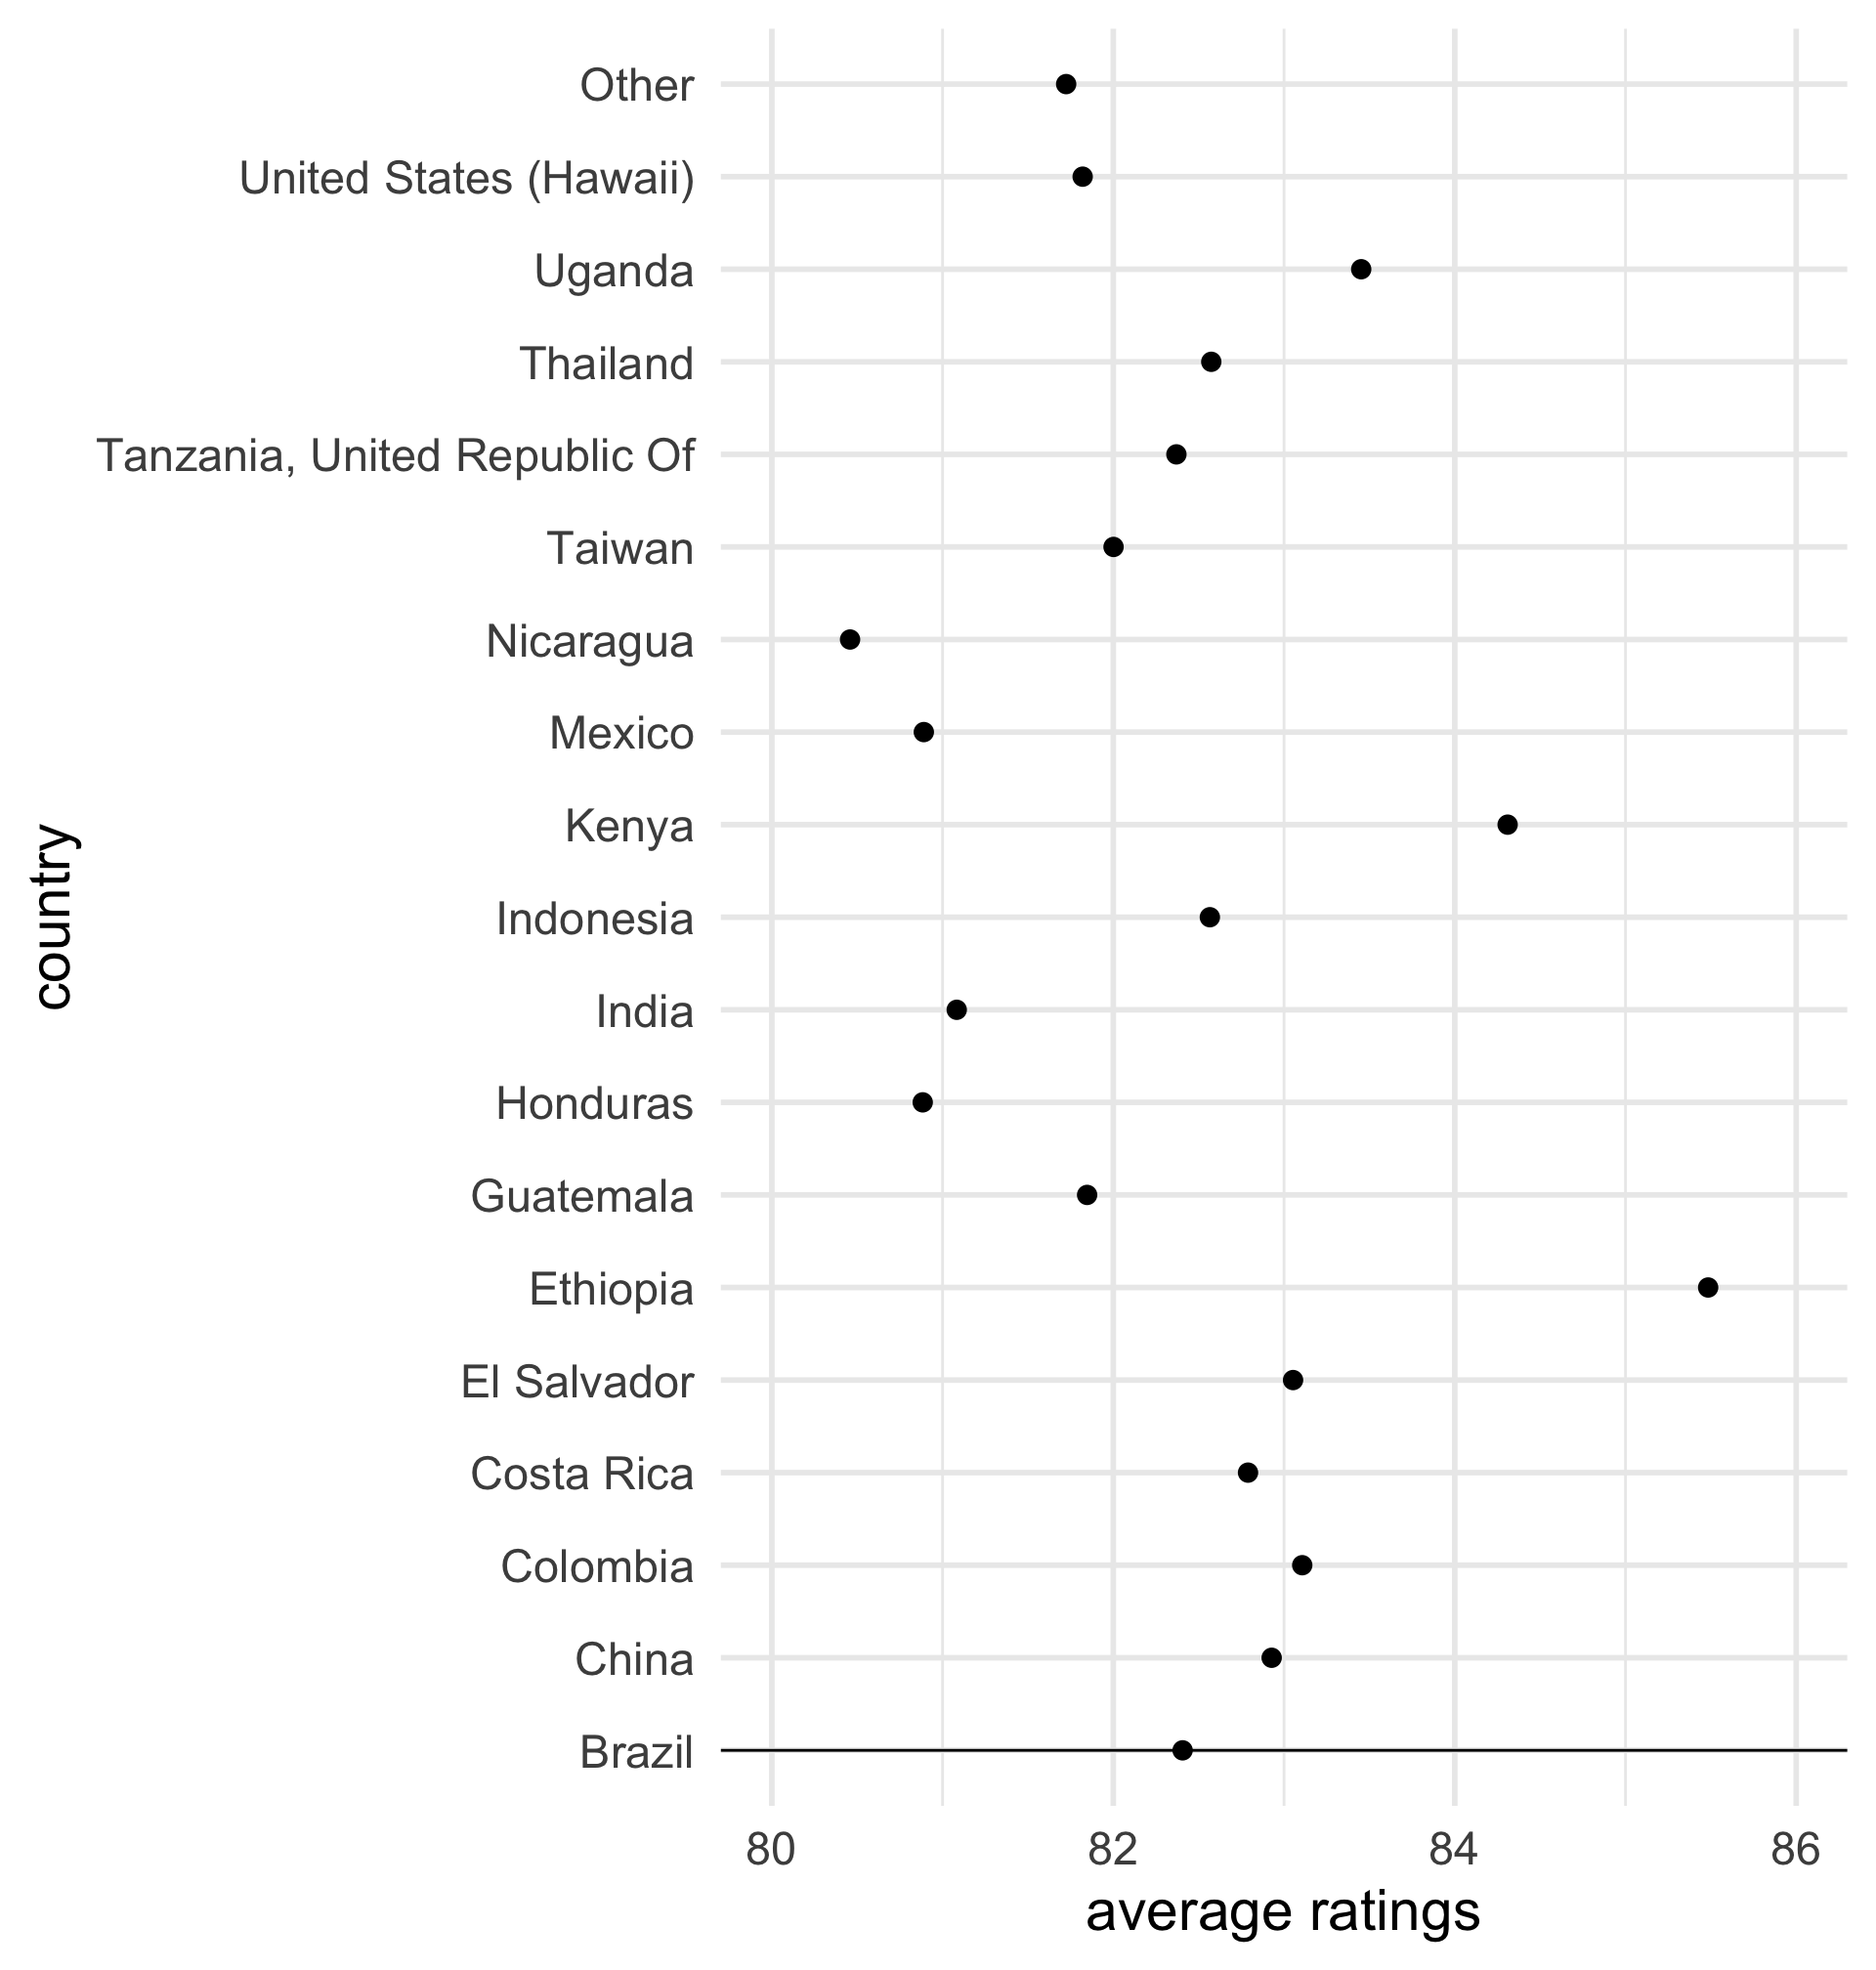 Other
United States (Hawaii)
Uganda
Thailand
Tanzania, United Republic Of
Taiwan
Nicaragua
Mexico
Kenya
Indonesia
India
Honduras
Guatemala
Ethiopia
El Salvador
Costa Rica
Colombia
China
Brazil
country
80 82 84 86
average ratings